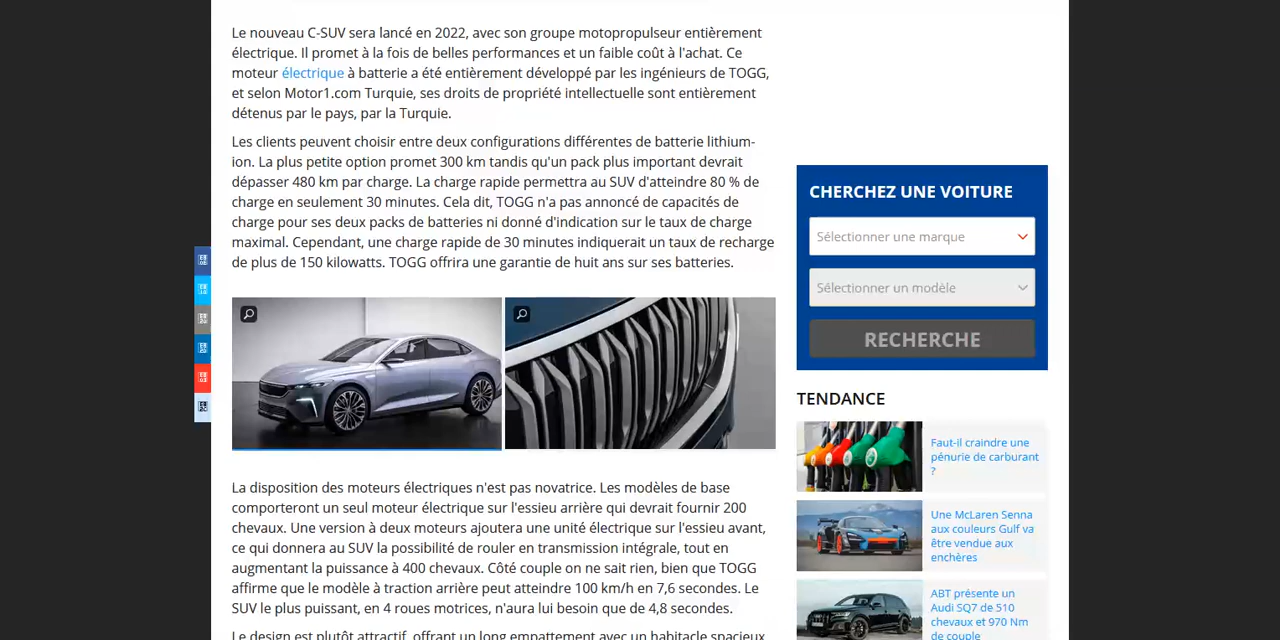 Le nouveau C-SUV sera lancé en 2022, avec son groupe motopropulseur entièrement
électrique. Il promet à la fois de belles performances et un faible coût à l'achat. Ce
moteur électrique à batterie a été entièrement développé par les ingénieurs de TOGG,
et selon Motor1.com Turquie, ses droits de propriété intellectuelle sont entièrement
détenus par le pays, par la Turquie.
Les clients peuvent choisir entre deux configurations différentes de batterie lithium-
ion. La plus petite option promet 300 km tandis qu'un pack plus important devrait
dépasser 480 km par charge. La charge rapide permettra au SUV d'atteindre 80 % de
charge en seulement 30 minutes. Cela dit, TOGG n'a pas annoncé de capacités de
charge pour ses deux packs de batteries ni donné d'indication sur le taux de charge
maximal. Cependant, une charge rapide de 30 minutes indiquerait un taux de recharge
de plus de 150 kilowatts. TOGG offrira une garantie de huit ans sur ses batteries.
La disposition des moteurs électriques n'est pas novatrice. Les modèles de base
comporteront un seul moteur électrique sur l'essieu arrière qui devrait fournir 200
chevaux. Une version à deux moteurs ajoutera une unité électrique sur l'essieu avant,
ce qui donnera au SUV la possibilité de rouler en transmission intégrale, tout en
augmentant la puissance à 400 chevaux. Côté couple on ne sait rien, bien que TOGG
affirme que le modèle à traction arrière peut atteindre 100 km/h en 7,6 secondes. Le
SUV le plus puissant, en 4 roues motrices, n'aura lui besoin que de 4,8 secondes.
Le design est plutôt attractif, offrant un long empattement avec un habitacle spacieux
CHERCHEZ UNE VOITURE
Sélectionner une marque
Sélectionner un modèle
RECHERCHE
TENDANCE
Faut-il craindre une
pénurie de carburant
?
Une McLaren Senna
aux couleurs Gulf va
être vendue aux
enchères
ABT présente un
Audi SQ7 de 510
chevaux et 970 Nm
de couple